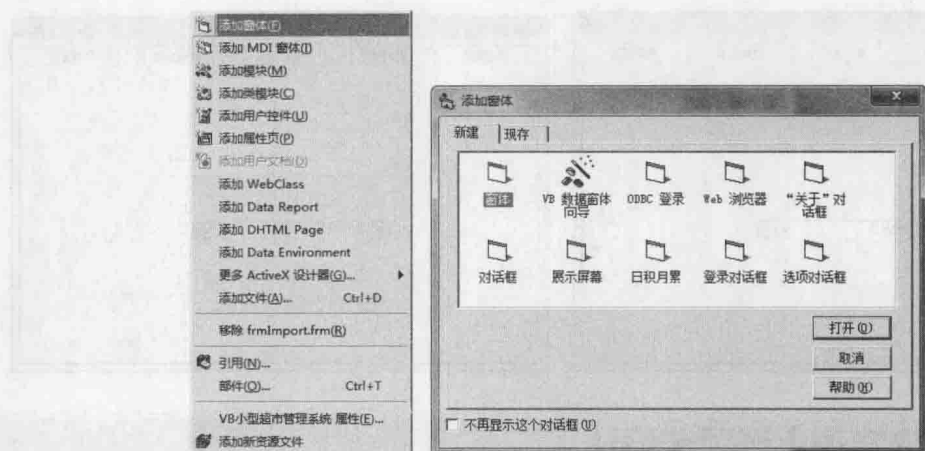 添加窗体(F)
添加 MDI 窗体(I)
添加模块(M)
添加类模块(C)
添加用户控件(U)
添加属性页(P)
添加用户文档(D)
添加 WebClass
添加 Data Report
添加 DHTML Page
添加 Data Environment
更多 ActiveX 设计器(G)...
添加文件(A)... Ctrl+D
移除 frmImport.frm(R)
引用(N)...
部件(O)... Ctrl+T
VB小型超市管理系统 属性(E)...
添加新资源文件
添加窗体
新建 现存
窗体 VB 数据窗体向导 ODBC 登录 Web 浏览器 “关于”对话框
对话框 展示屏幕 日积月累 登录对话框 选项对话框
打开(O)
取消
帮助(H)
不再显示这个对话框(U)